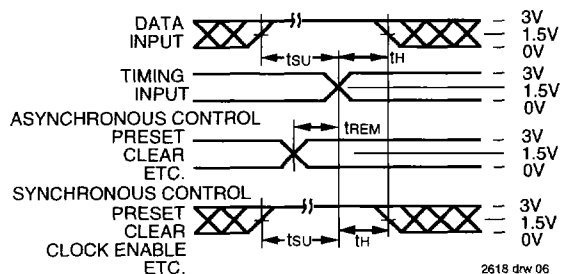 DATA INPUT
3V
1.5V
0V
tSU
tH
TIMING INPUT
3V
1.5V
0V
ASYNCHRONOUS CONTROL
PRESET
CLEAR
ETC.
tREM
3V
1.5V
0V
SYNCHRONOUS CONTROL
PRESET
CLEAR
CLOCK ENABLE
ETC.
3V
1.5V
0V
tSU
tH
2618 drw 06